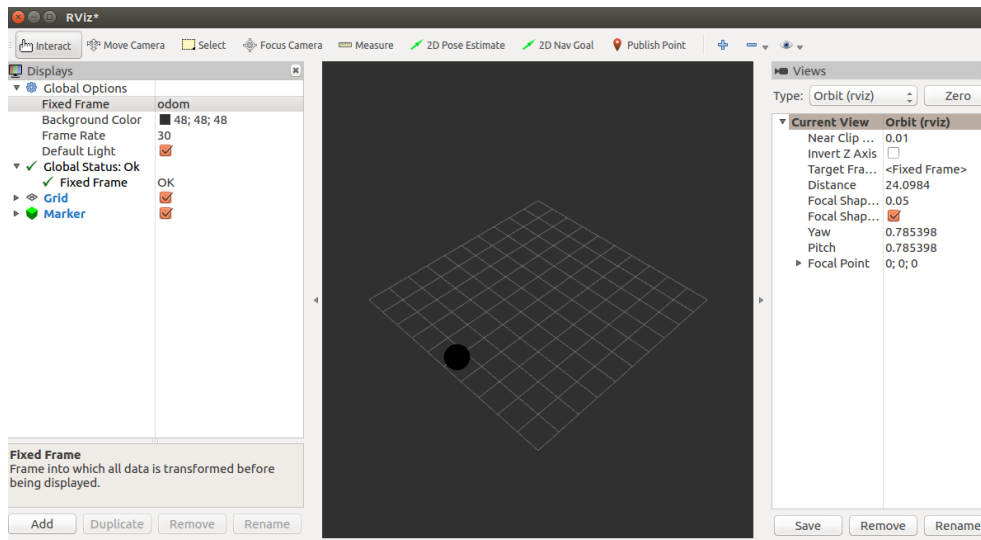 RViz*
Interact Move Camera Select Focus Camera Measure 2D Pose Estimate 2D Nav Goal Publish Point
Displays
Global Options
Fixed Frame odom
Background Color 48; 48; 48
Frame Rate 30
Default Light
Global Status: Ok
Fixed Frame OK
Grid
Marker
Fixed Frame
Frame into which all data is transformed before
being displayed.
Add Duplicate Remove Rename
Views
Type: Orbit (rviz) Zero
Current View Orbit (rviz)
Near Clip ... 0.01
Invert Z Axis
Target Fra... <Fixed Frame>
Distance 24.0984
Focal Shap... 0.05
Focal Shap...
Yaw 0.785398
Pitch 0.785398
Focal Point 0; 0; 0
Save Remove Rename